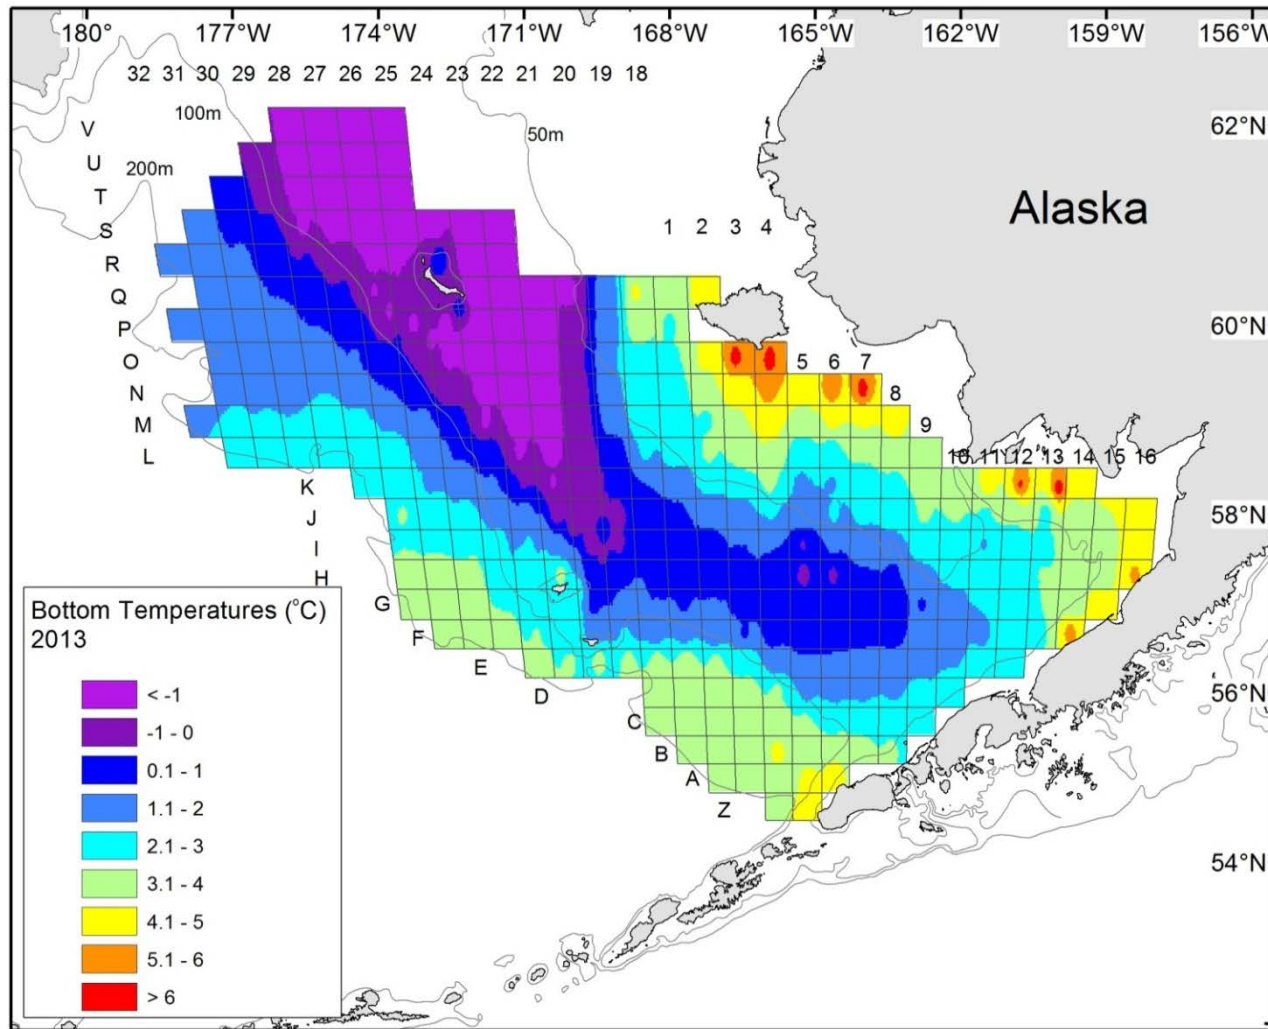 180° 177°W 174°W 171°W 168°W 165°W 162°W 159°W 156°W
32 31 30 29 28 27 26 25 24 23 22 21 20 19 18
100m
62°N
V
50m
U
200m
T
Alaska
S
1 2 3 4
R
Q
P
60°N
O
5 6 7
N
8
M
9
L
10 11 12 13 14 15 16
K
J
58°N
I
H
G
F
E
D
56°N
C
B
A
Z
54°N
Bottom Temperatures (°C)
2013
< -1
-1 - 0
0.1 - 1
1.1 - 2
2.1 - 3
3.1 - 4
4.1 - 5
5.1 - 6
> 6